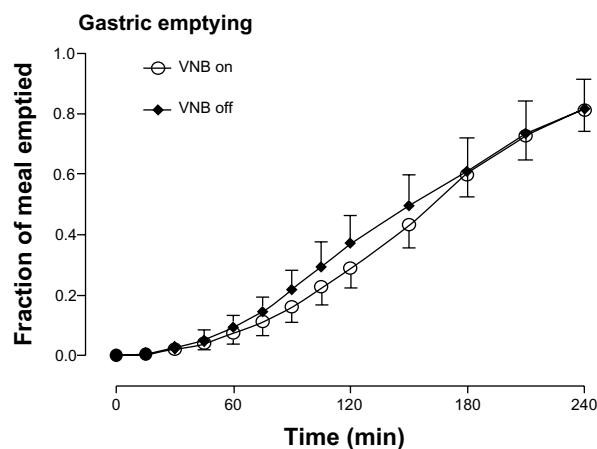 Gastric emptying
VNB on
VNB off
Fraction of meal emptied
1.0
0.8
0.6
0.4
0.2
0.0
0 60 120 180 240
Time (min)